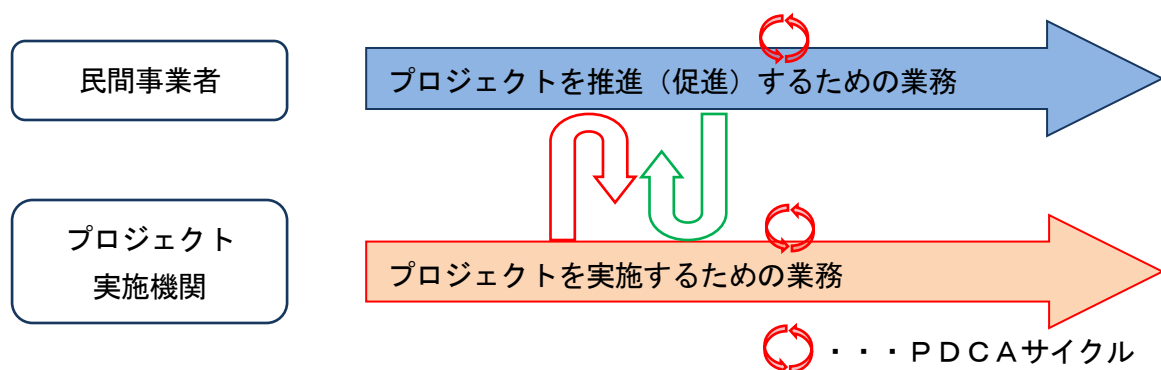 民間事業者
プロジェクトを推進（促進）するための業務
プロジェクト
実施機関
プロジェクトを実施するための業務
・・・ＰＤＣＡサイクル